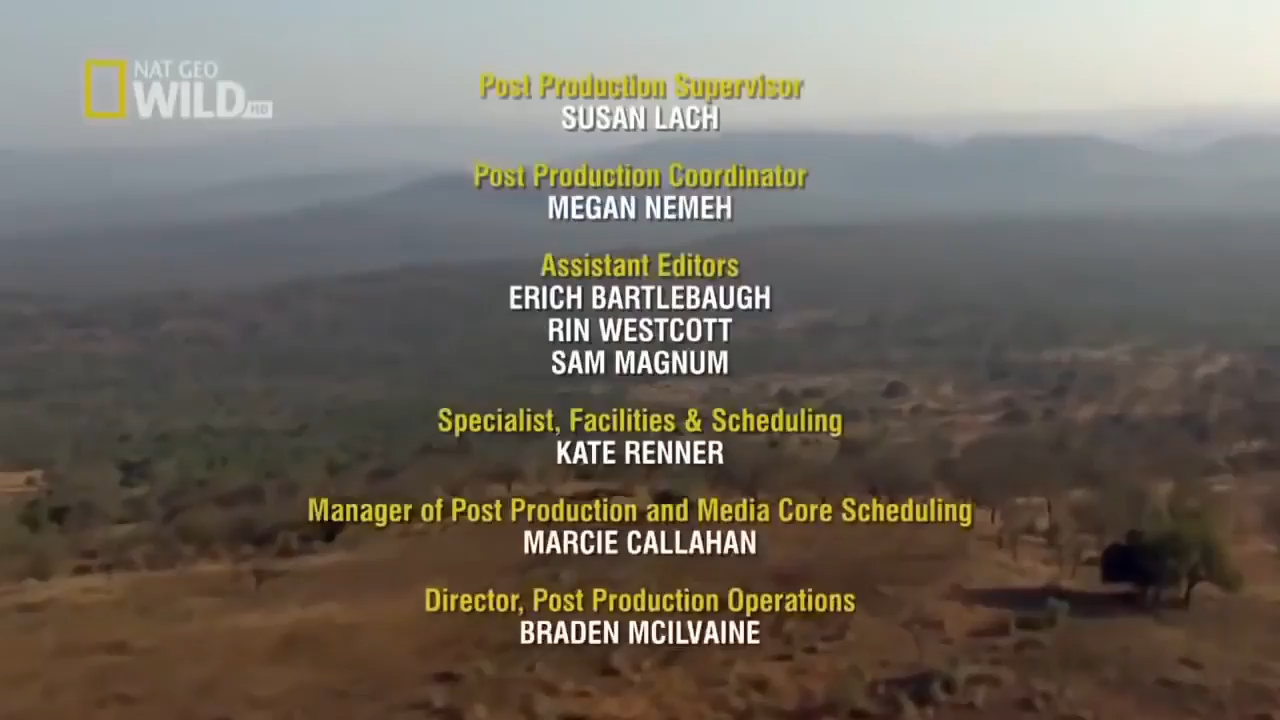 NAT GEO
WILD HD
Post Production Supervisor
SUSAN LACH
Post Production Coordinator
MEGAN NEMEH
Assistant Editors
ERICH BARTLEBAUGH
RIN WESTCOTT
SAM MAGNUM
Specialist, Facilities & Scheduling
KATE RENNER
Manager of Post Production and Media Core Scheduling
MARCIE CALLAHAN
Director, Post Production Operations
BRADEN MCILVAINE